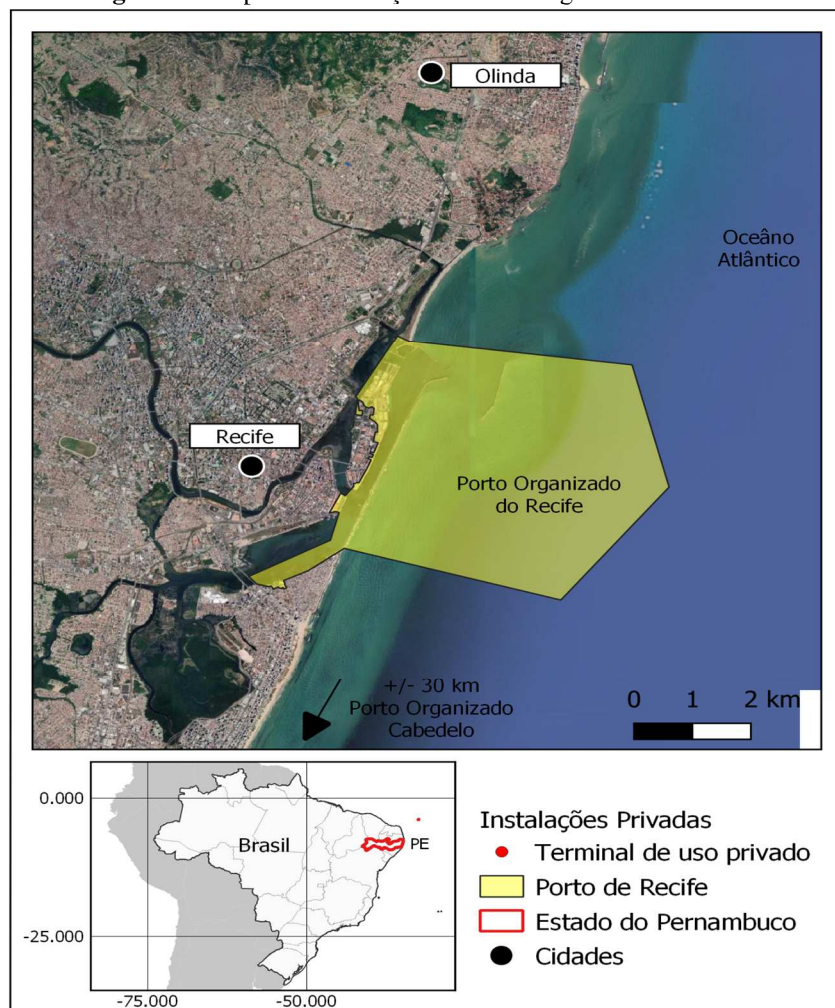 Olinda
Oceâno
Atlântico
Recife
Porto Organizado
do Recife
+/- 30 km
Porto Organizado
Cabedelo
0 1 2 km
0.000
Brasil
PE
-25.000
-75.000
-50.000
Instalações Privadas
Terminal de uso privado
Porto de Recife
Estado do Pernambuco
Cidades